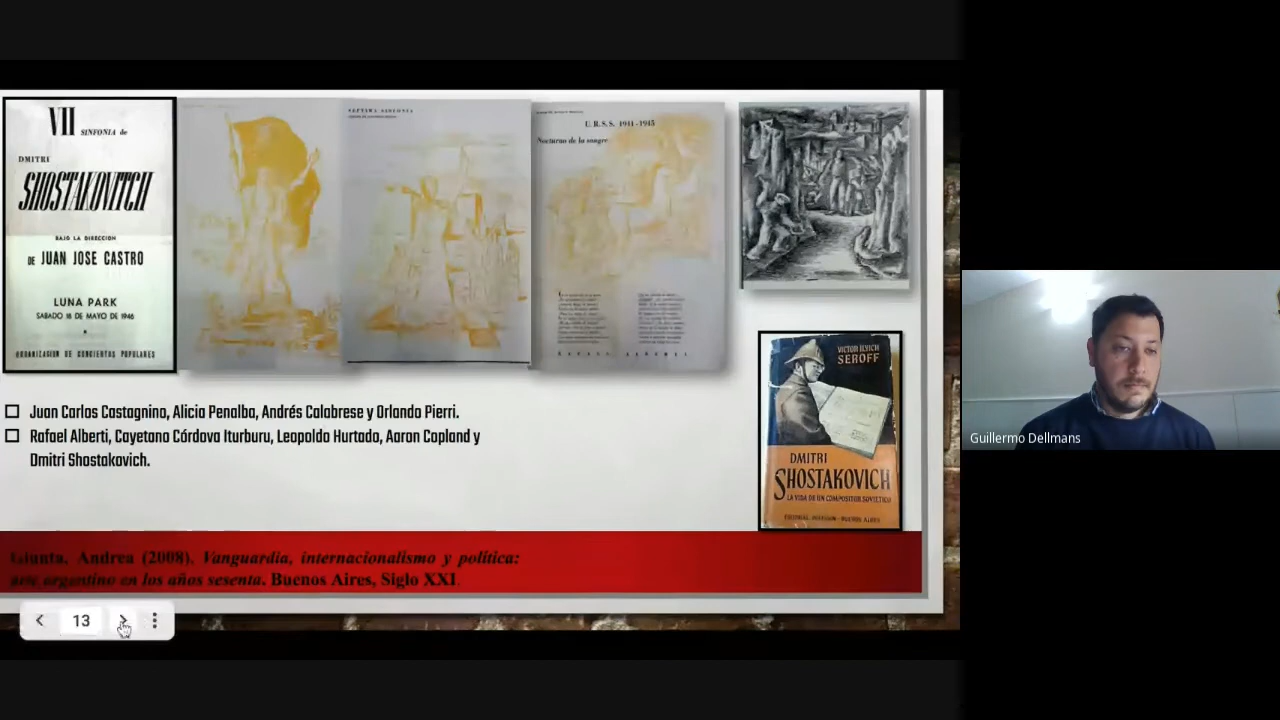 VII SINFONIA de
DMITRI
SHOSTAKOVITCH
BAJO LA DIRECCION
DE JUAN JOSE CASTRO
LUNA PARK
SABADO 18 DE MAYO DE 1946
ORGANIZACION DE CONCIERTOS POPULARES
SEPTIMA SINFONIA
U.R.S.S. 1941-1945
Nocturno de la sangre
RAFAEL ALBERTI
VICTOR ILYICH
SEROFF
DMITRI
SHOSTAKOVICH
LA VIDA DE UN COMPOSITOR SOVIETICO
Juan Carlos Castagnino, Alicia Penalba, Andrés Calabrese y Orlando Pierri.
Rafael Alberti, Cayetano Córdova Iturburu, Leopoldo Hurtado, Aaron Copland y
Dmitri Shostakovich.
Giunta, Andrea (2008). Vanguardia, internacionalismo y política:
arte argentino en los años sesenta. Buenos Aires, Siglo XXI.
13
Guillermo Dellmans